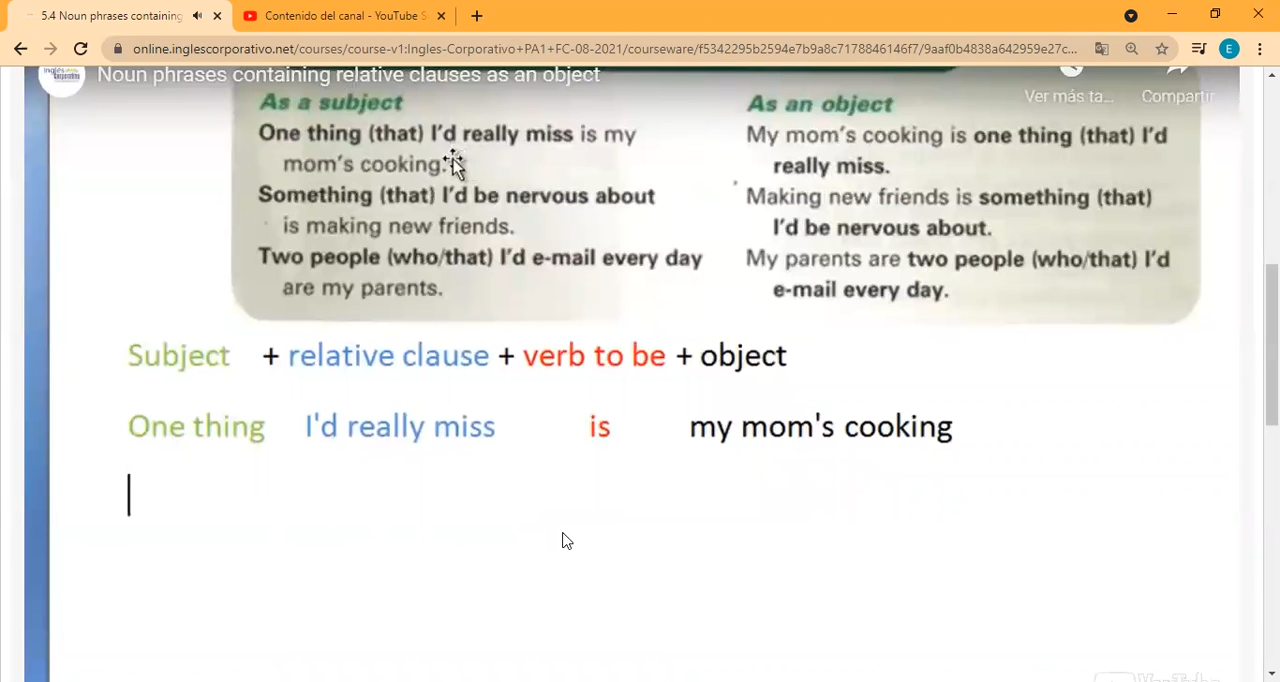 5.4 Noun phrases containing
Contenido del canal - YouTube S
online.inglescorporativo.net/courses/course-v1:Ingles-Corporativo+PA1+FC-08-2021/courseware/f5342295b2594e7b9a8c7178846146f7/9aaf0b4838a642959e27c...
E
Noun phrases containing relative clauses as an object
Ver más ta...
Compartir
As a subject
One thing (that) I'd really miss is my
mom's cooking.
Something (that) I'd be nervous about
is making new friends.
Two people (who/that) I'd e-mail every day
are my parents.
As an object
My mom's cooking is one thing (that) I'd
really miss.
Making new friends is something (that)
I'd be nervous about.
My parents are two people (who/that) I'd
e-mail every day.
Subject + relative clause + verb to be + object
One thing I'd really miss is my mom's cooking